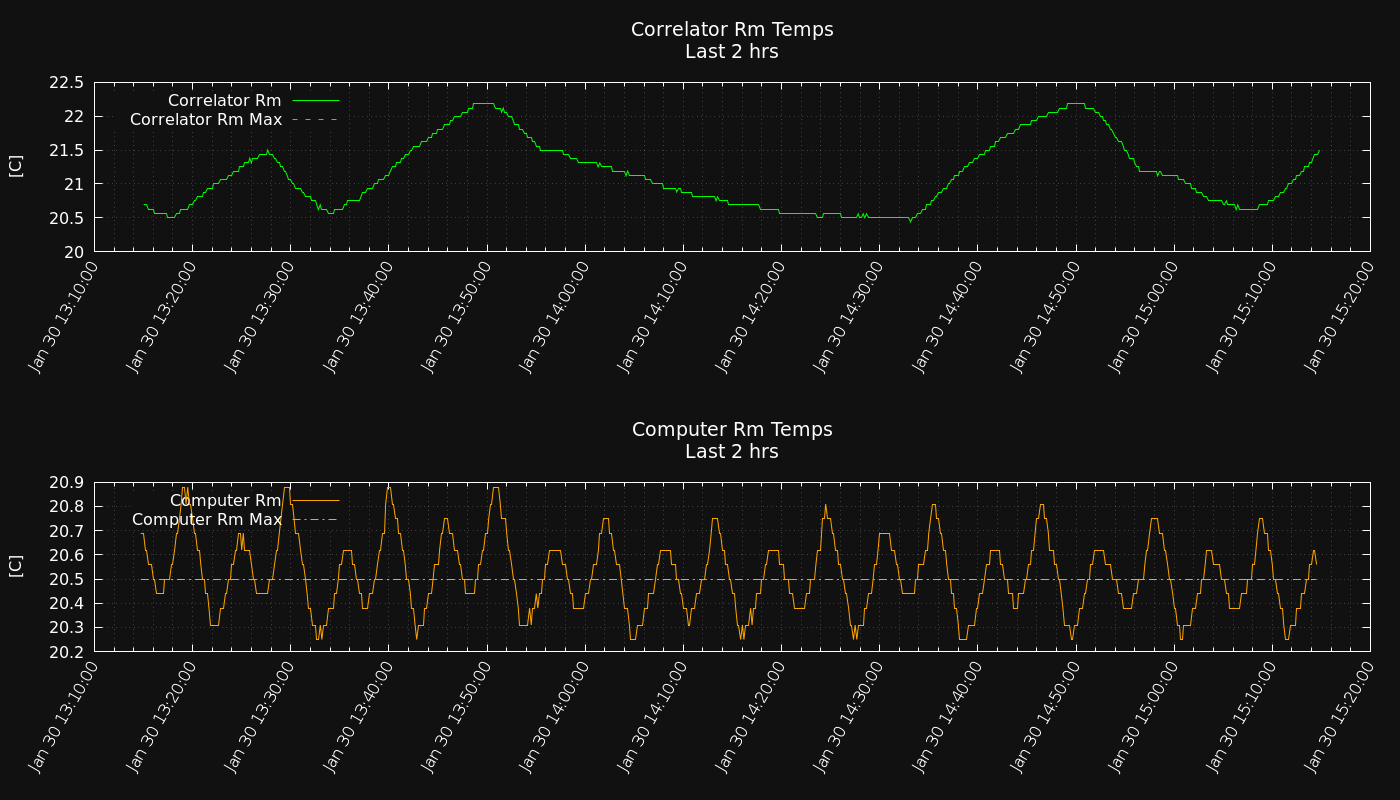 Correlator Rm Temps
Last 2 hrs
22.5
22
21.5
21
20.5
20
[C]
Correlator Rm
Correlator Rm Max
Jan 30 13:10:00
Jan 30 13:20:00
Jan 30 13:30:00
Jan 30 13:40:00
Jan 30 13:50:00
Jan 30 14:00:00
Jan 30 14:10:00
Jan 30 14:20:00
Jan 30 14:30:00
Jan 30 14:40:00
Jan 30 14:50:00
Jan 30 15:00:00
Jan 30 15:10:00
Jan 30 15:20:00
Computer Rm Temps
Last 2 hrs
20.9
20.8
20.7
20.6
20.5
20.4
20.3
20.2
[C]
Computer Rm
Computer Rm Max
Jan 30 13:10:00
Jan 30 13:20:00
Jan 30 13:30:00
Jan 30 13:40:00
Jan 30 13:50:00
Jan 30 14:00:00
Jan 30 14:10:00
Jan 30 14:20:00
Jan 30 14:30:00
Jan 30 14:40:00
Jan 30 14:50:00
Jan 30 15:00:00
Jan 30 15:10:00
Jan 30 15:20:00